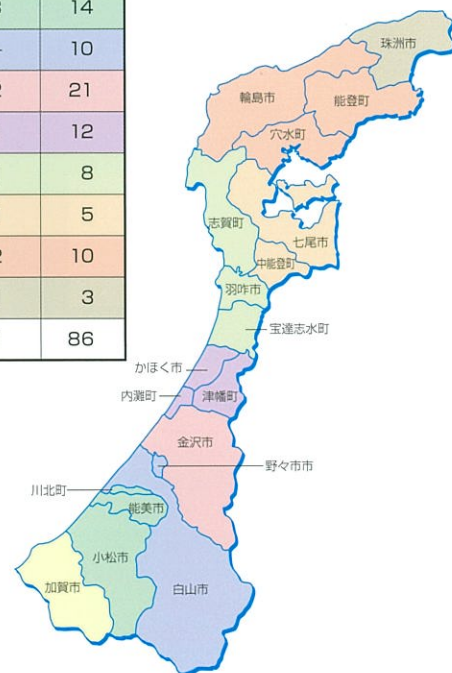 14
10
21
12
8
5
10
3
86
珠洲市
輪島市
能登町
穴水町
志賀町
七尾市
中能登町
羽咋市
宝達志水町
かほく市
内灘町
津幡町
金沢市
野々市市
川北町
能美市
小松市
加賀市
白山市